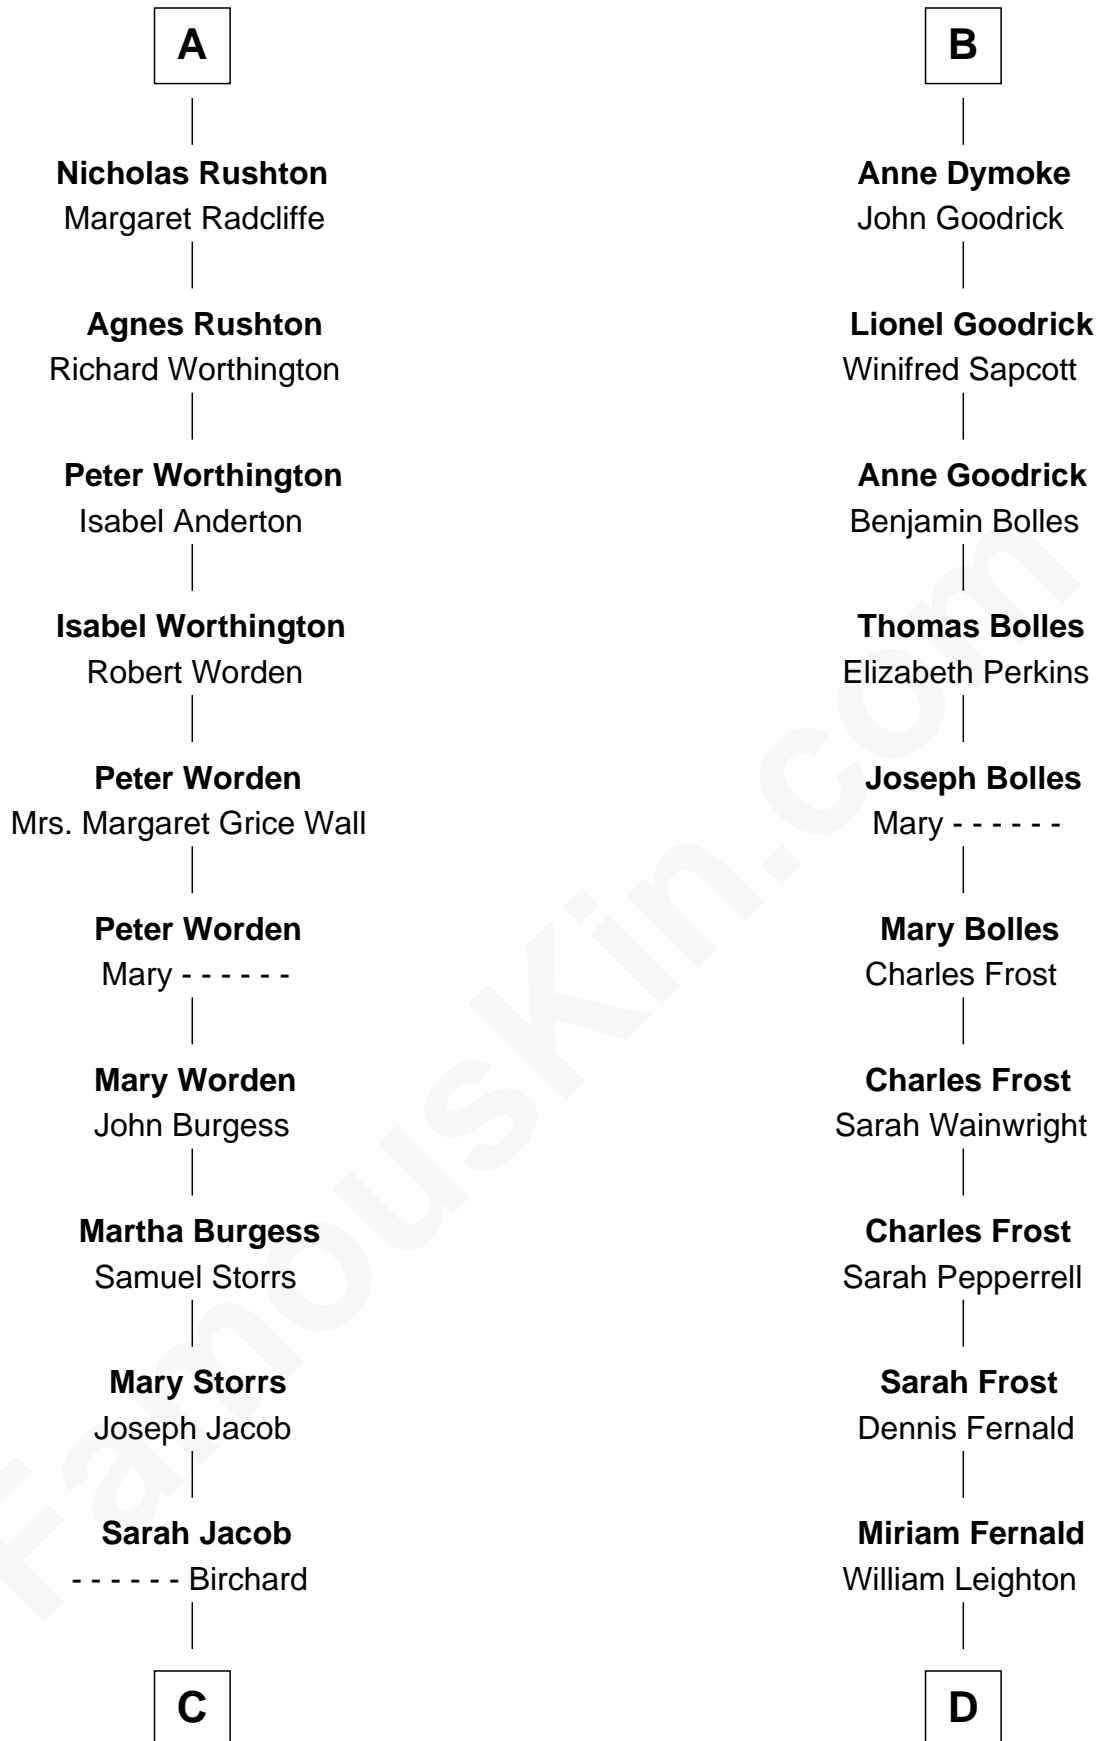 A
Nicholas Rushton
Margaret Radcliffe
Agnes Rushton
Richard Worthington
Peter Worthington
Isabel Anderton
Isabel Worthington
Robert Worden
Peter Worden
Mrs. Margaret Grice Wall
Peter Worden
Mary - - - - - -
Mary Worden
John Burgess
Martha Burgess
Samuel Storrs
Mary Storrs
Joseph Jacob
Sarah Jacob
- - - - - - Birchard
C
B
Anne Dymoke
John Goodrick
Lionel Goodrick
Winifred Sapcott
Anne Goodrick
Benjamin Bolles
Thomas Bolles
Elizabeth Perkins
Joseph Bolles
Mary - - - - - -
Mary Bolles
Charles Frost
Charles Frost
Sarah Wainwright
Charles Frost
Sarah Pepperrell
Sarah Frost
Dennis Fernald
Miriam Fernald
William Leighton
D
FamousKin.com